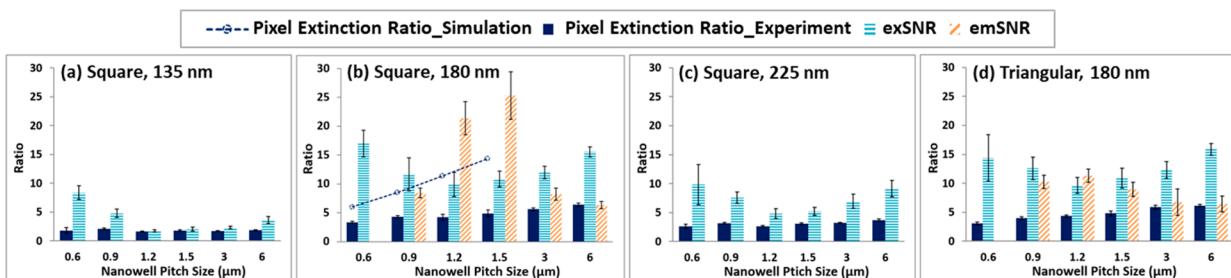 Pixel Extinction Ratio_Simulation Pixel Extinction Ratio_Experiment exSNR emSNR
(a) Square, 135 nm
30
25
20
15
10
5
0
Ratio
0.6 0.9 1.2 1.5 3 6
Nanowell Pitch Size (µm)
(b) Square, 180 nm
30
25
20
15
10
5
0
Ratio
0.6 0.9 1.2 1.5 3 6
Nanowell Pitch Size (µm)
(c) Square, 225 nm
30
25
20
15
10
5
0
Ratio
0.6 0.9 1.2 1.5 3 6
Nanowell Pitch Size (µm)
(d) Triangular, 180 nm
30
25
20
15
10
5
0
Ratio
0.6 0.9 1.2 1.5 3 6
Nanowell Pitch Size (µm)